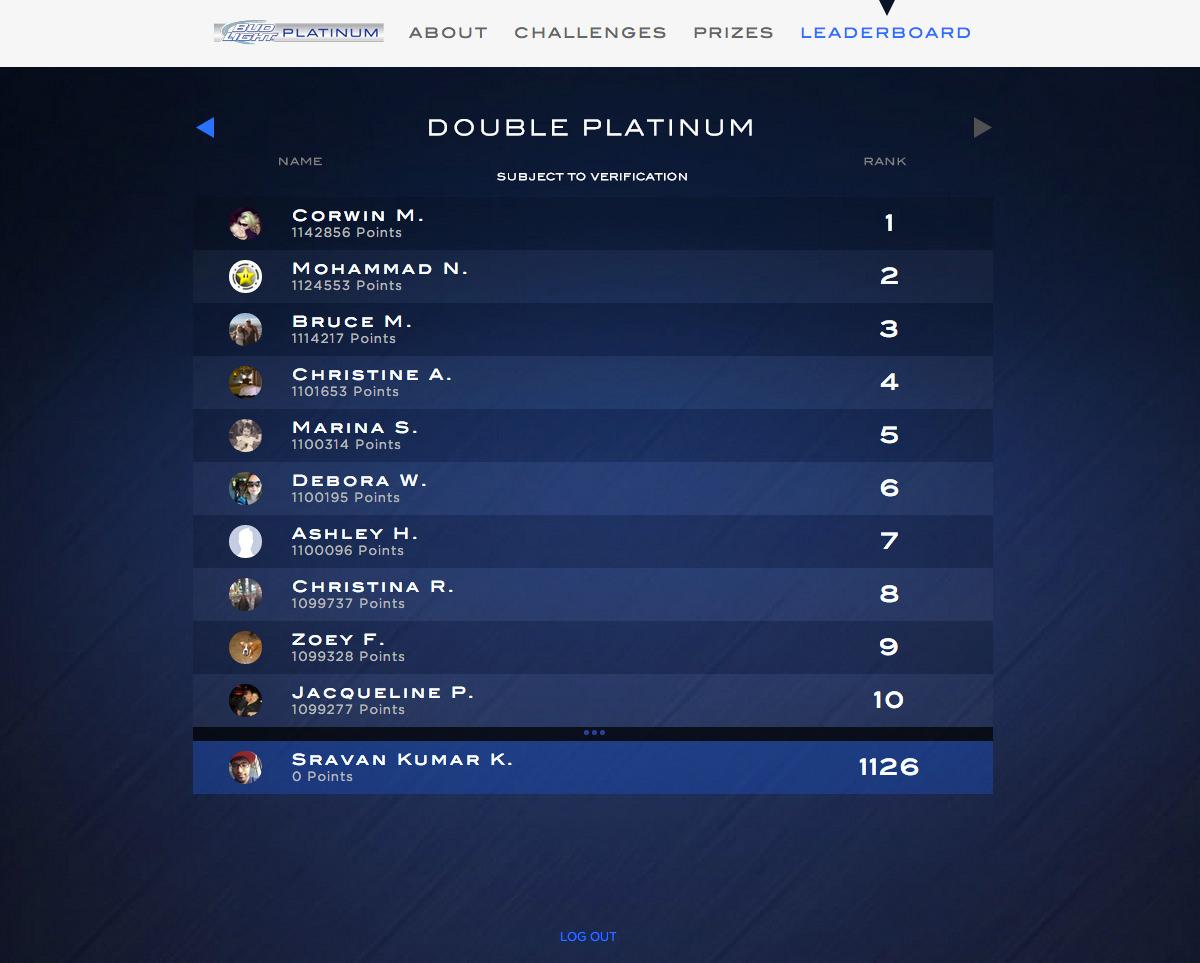 BUD LIGHT PLATINUM ABOUT CHALLENGES PRIZES LEADERBOARD
DOUBLE PLATINUM
NAME RANK
SUBJECT TO VERIFICATION
CORWIN M. 1
1142856 Points
MOHAMMAD N. 2
1124553 Points
BRUCE M. 3
1114217 Points
CHRISTINE A. 4
1101653 Points
MARINA S. 5
1100314 Points
DEBORA W. 6
1100195 Points
ASHLEY H. 7
1100096 Points
CHRISTINA R. 8
1099737 Points
ZOEY F. 9
1099328 Points
JACQUELINE P. 10
1099277 Points
SRAVAN KUMAR K. 1126
0 Points
LOG OUT